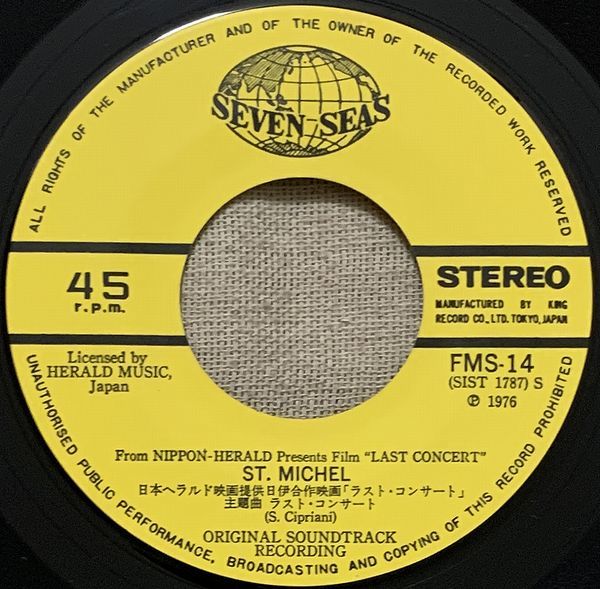 ALL RIGHTS OF THE MANUFACTURER AND OF THE OWNER OF THE RECORDED WORK RESERVED
SEVEN-SEAS
45
r.p.m.
STEREO
MANUFACTURED BY KING
RECORD CO., LTD. TOKYO, JAPAN
Licensed by
HERALD MUSIC,
Japan
FMS-14
(SIST 1787) S
Ⓟ 1976
From NIPPON-HERALD Presents Film “LAST CONCERT”
ST. MICHEL
日本ヘラルド映画提供日伊合作映画「ラスト・コンサート」
主題曲 ラスト・コンサート
(S. Cipriani)
ORIGINAL SOUNDTRACK
RECORDING
UNAUTHORISED PUBLIC PERFORMANCE, BROADCASTING AND COPYING OF THIS RECORD PROHIBITED